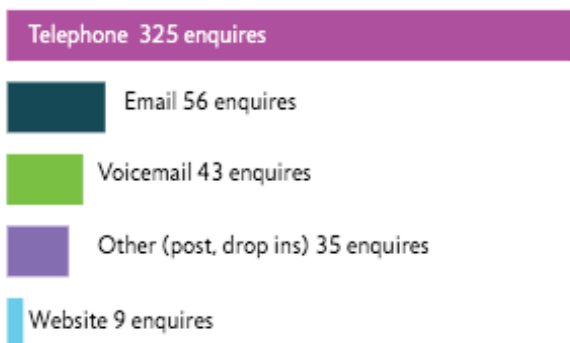 Telephone 325 enquires
Email 56 enquires
Voicemail 43 enquires
Other (post, drop ins) 35 enquires
Website 9 enquires